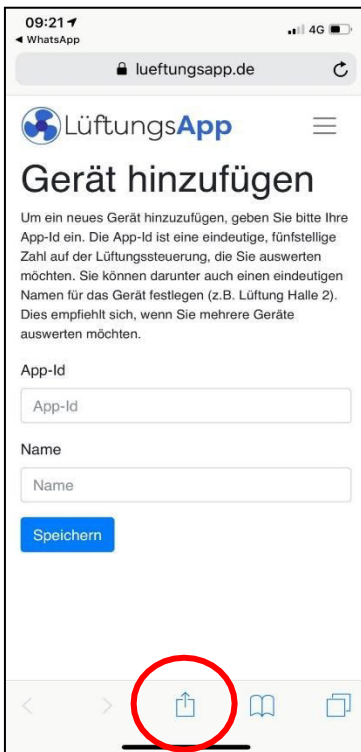 09:21
◀ WhatsApp
4G
lueftungsapp.de
LüftungsApp
Gerät hinzufügen
Um ein neues Gerät hinzuzufügen, geben Sie bitte Ihre
App-Id ein. Die App-Id ist eine eindeutige, fünfstellige
Zahl auf der Lüftungssteuerung, die Sie auswerten
möchten. Sie können darunter auch einen eindeutigen
Namen für das Gerät festlegen (z.B. Lüftung Halle 2).
Dies empfiehlt sich, wenn Sie mehrere Geräte
auswerten möchten.
App-Id
App-Id
Name
Name
Speichern